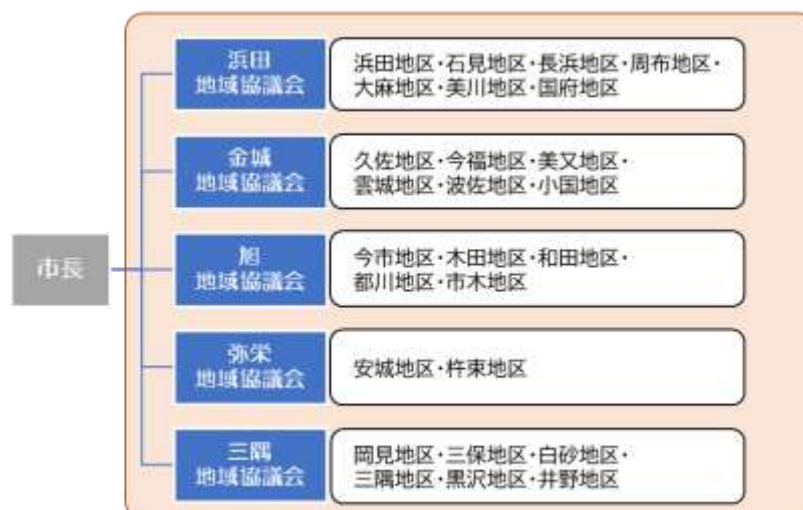 浜田
地域協議会
浜田地区・石見地区・長浜地区・周布地区・
大麻地区・美川地区・国府地区
金城
地域協議会
久佐地区・今福地区・美又地区・
雲城地区・波佐地区・小国地区
市長
旭
地域協議会
今市地区・木田地区・和田地区・
都川地区・市木地区
弥栄
地域協議会
安城地区・杵束地区
三隅
地域協議会
岡見地区・三保地区・白砂地区・
三隅地区・黒沢地区・井野地区